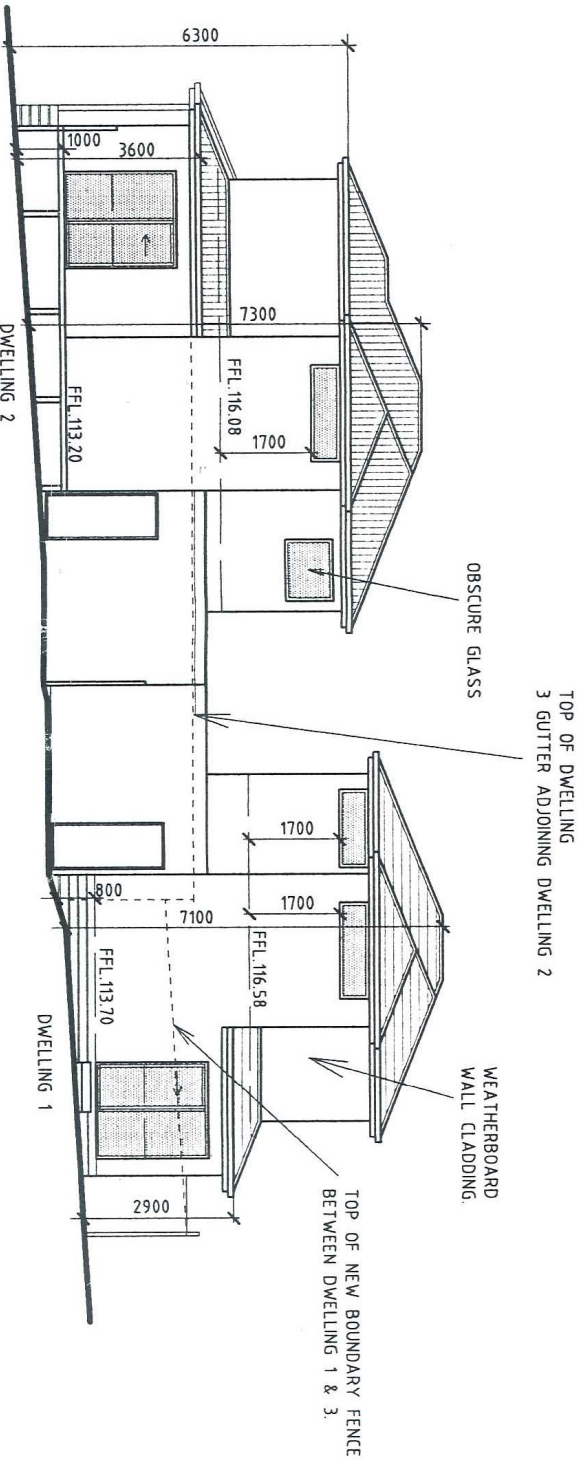 6300
1000
3600
7300
FFL.116.08
1700
FFL.113.20
DWELLING 2
OBSCURE GLASS
TOP OF DWELLING
3 GUTTER ADJOINING DWELLING 2
1700
1700
800
7100
FFL.116.58
FFL.113.70
DWELLING 1
WEATHERBOARD
WALL CLADDING.
2900
TOP OF NEW BOUNDARY FENCE
BETWEEN DWELLING 1 & 3.